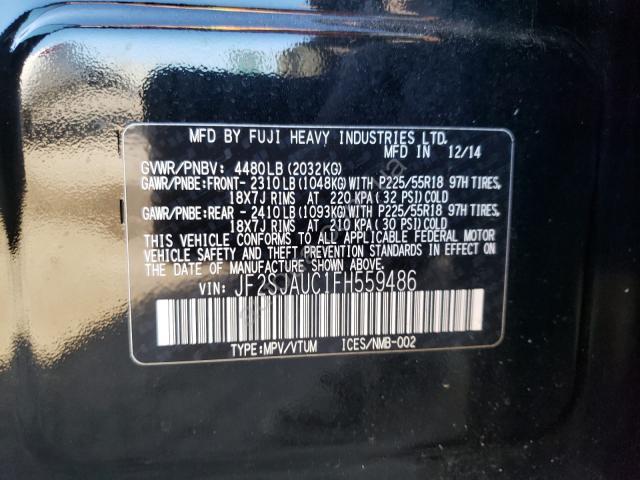 MFD BY FUJI HEAVY INDUSTRIES LTD.
MFD IN 12/14
GVWR/PNBV: 4480LB (2032KG)
GAWR/PNBE:FRONT-2310LB (1048KG) WITH P225/55R18 97H TIRES,
18X7J RIMS AT 220 KPA ( 32 PSI) COLD
GAWR/PNBE:REAR -2410LB (1093KG) WITH P225/55R18 97H TIRES,
18X7J RIMS AT 210 KPA ( 30 PSI) COLD
THIS VEHICLE CONFORMS TO ALL APPLICABLE FEDERAL MOTOR
VEHICLE SAFETY AND THEFT PREVENTION STANDARDS IN EFFECT
ON THE DATE OF MANUFACTURE SHOWN ABOVE.
VIN: JF2SJAUC1FH559486
TYPE:MPV/VTUM ICES/NMB-002